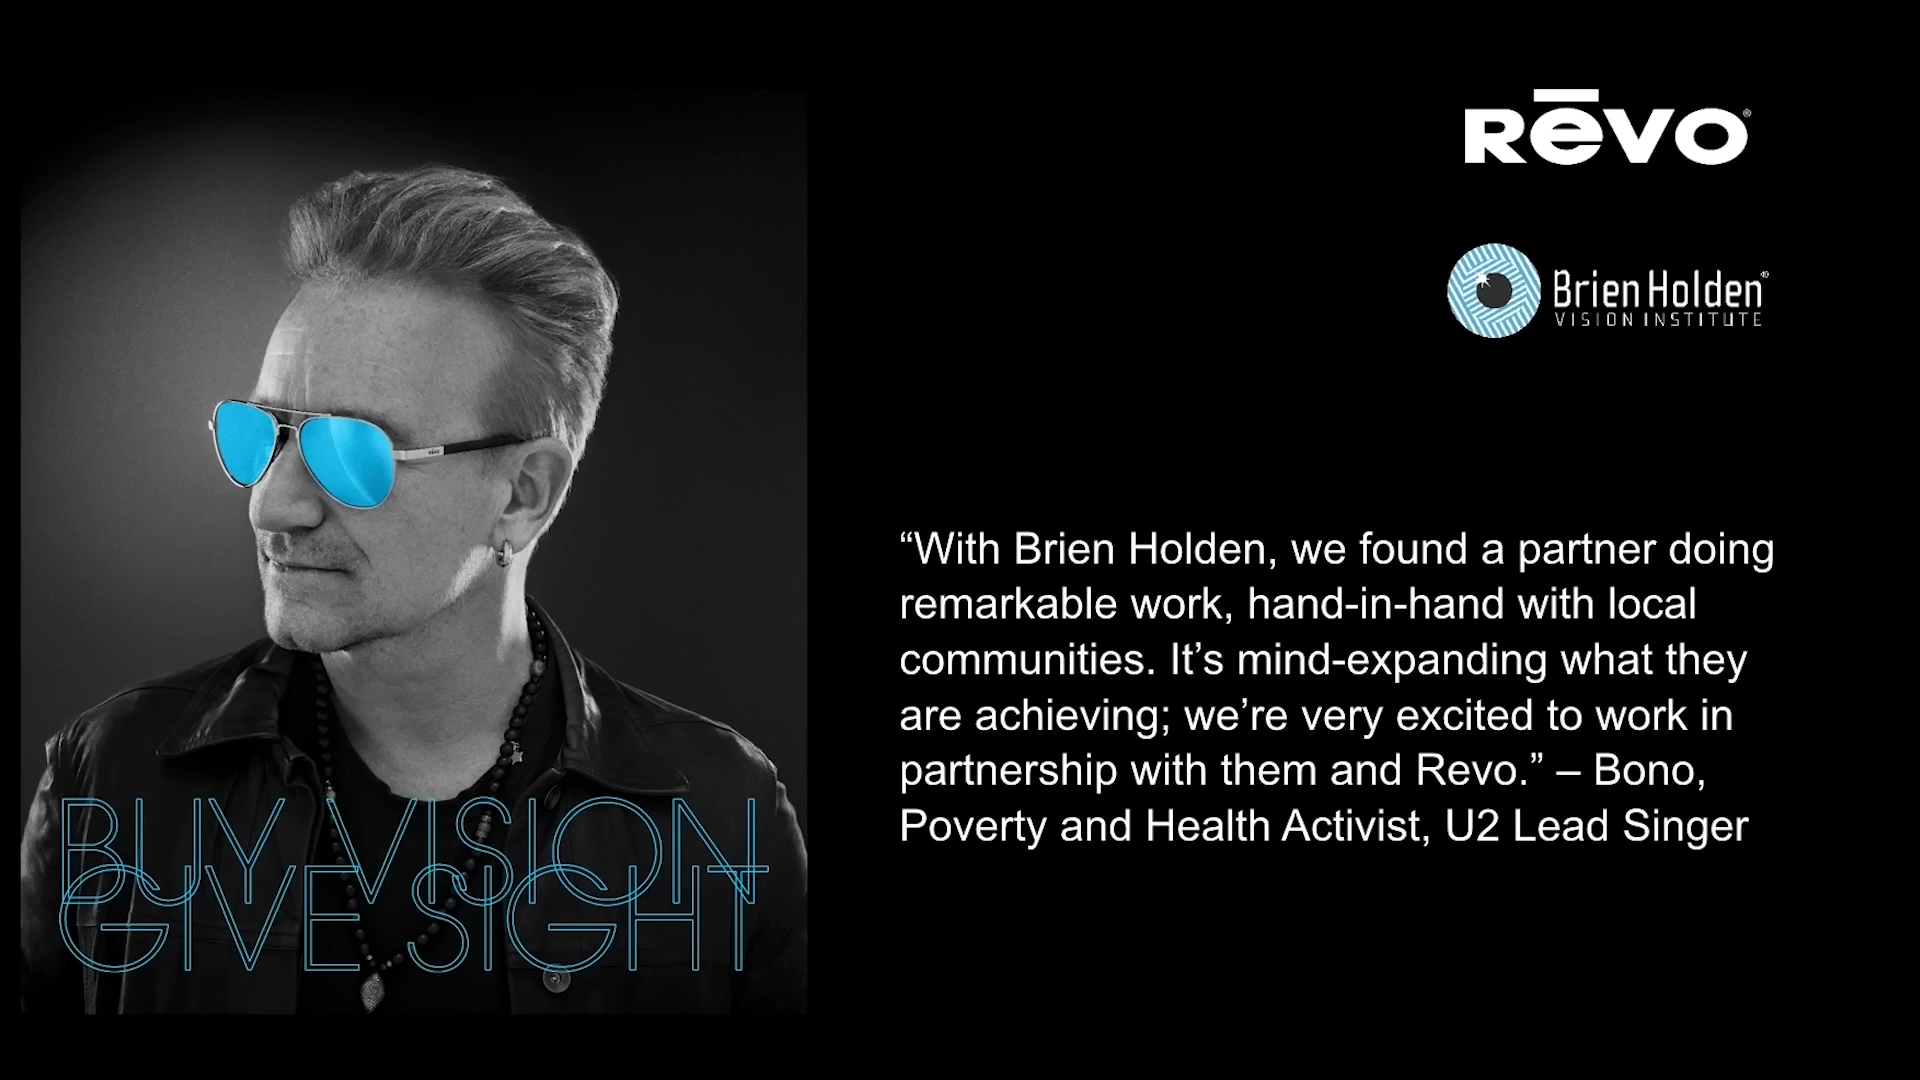 Rēvo®
Brien Holden®
VISION INSTITUTE
“With Brien Holden, we found a partner doing
remarkable work, hand-in-hand with local
communities. It’s mind-expanding what they
are achieving; we’re very excited to work in
partnership with them and Revo.” – Bono,
Poverty and Health Activist, U2 Lead Singer
BUY VISION
GIVE SIGHT